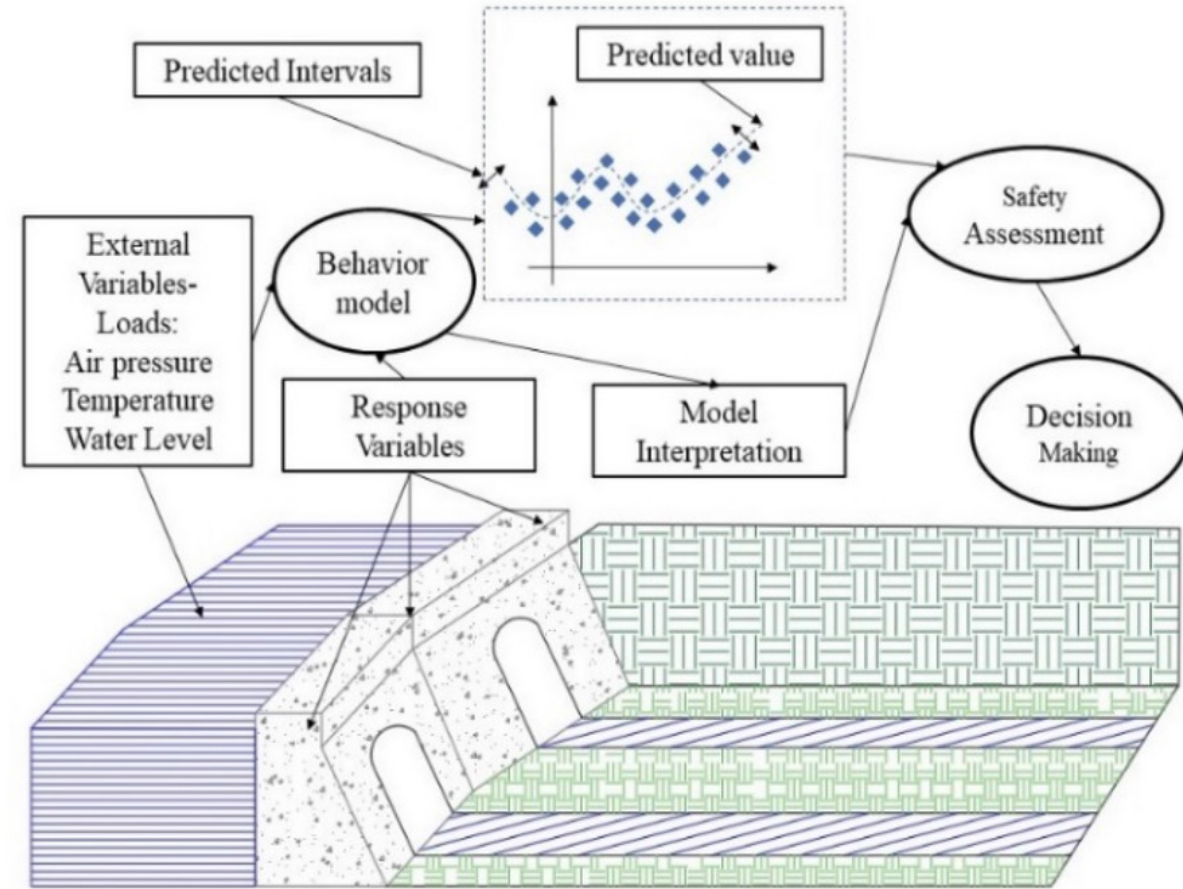 Predicted Intervals
Predicted value
External
Variables-
Loads:
Air pressure
Temperature
Water Level
Behavior
model
Response
Variables
Model
Interpretation
Safety
Assessment
Decision
Making